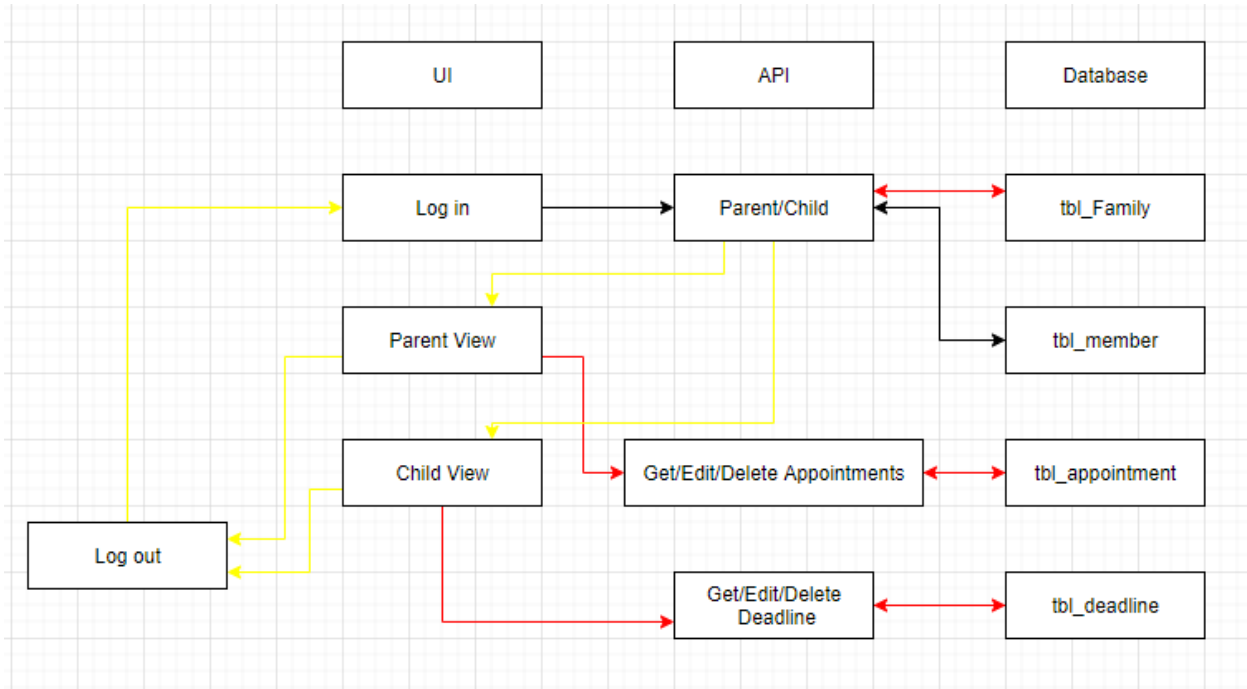 UI
API
Database
Log in
Parent/Child
tbl_Family
Parent View
tbl_member
Child View
Get/Edit/Delete Appointments
tbl_appointment
Log out
Get/Edit/Delete
Deadline
tbl_deadline